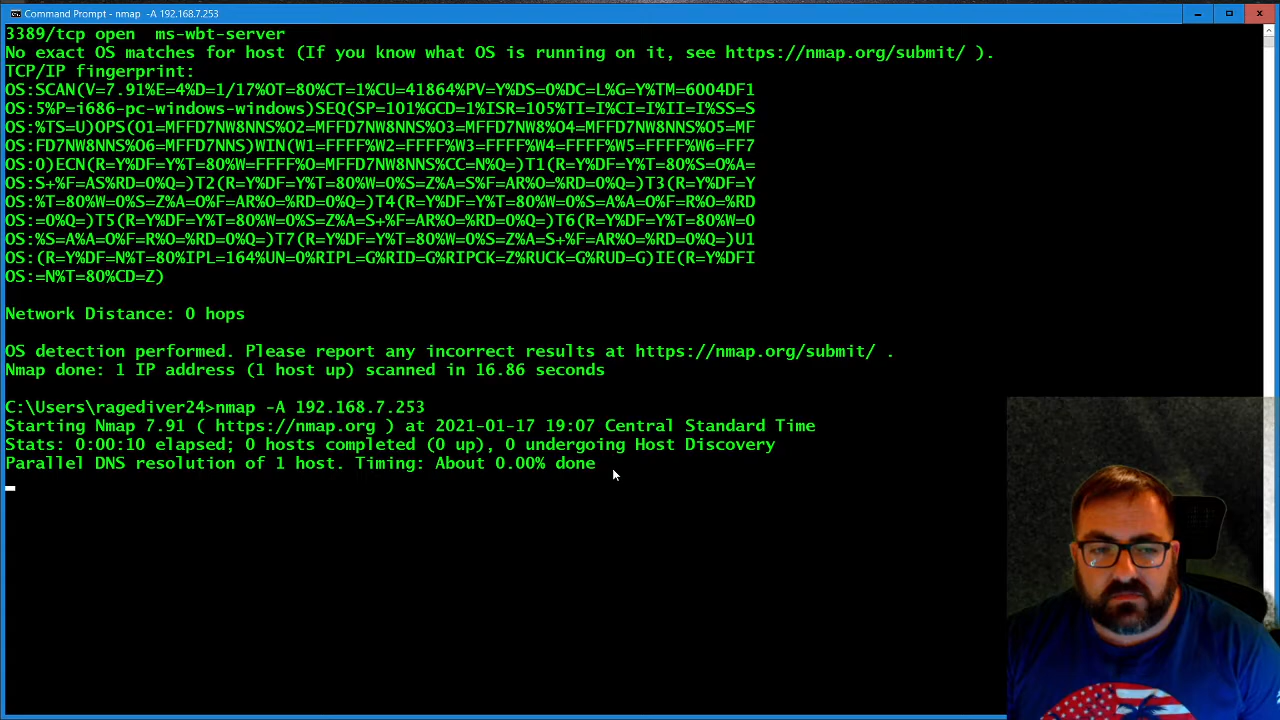 Command Prompt - nmap  -A 192.168.7.253
3389/tcp open  ms-wbt-server
No exact OS matches for host (If you know what OS is running on it, see https://nmap.org/submit/ ).
TCP/IP fingerprint:
OS:SCAN(V=7.91%E=4%D=1/17%OT=80%CT=1%CU=41864%PV=Y%DS=0%DC=L%G=Y%TM=6004DF1
OS:5%P=i686-pc-windows-windows)SEQ(SP=101%GCD=1%ISR=105%TI=I%CI=I%II=I%SS=S
OS:%TS=U)OPS(O1=MFFD7NW8NNS%O2=MFFD7NW8NNS%O3=MFFD7NW8%O4=MFFD7NW8NNS%O5=MF
OS:FD7NW8NNS%O6=MFFD7NNS)WIN(W1=FFFF%W2=FFFF%W3=FFFF%W4=FFFF%W5=FFFF%W6=FF7
OS:0)ECN(R=Y%DF=Y%T=80%W=FFFF%O=MFFD7NW8NNS%CC=N%Q=)T1(R=Y%DF=Y%T=80%S=O%A=
OS:S+%F=AS%RD=0%Q=)T2(R=Y%DF=Y%T=80%W=0%S=Z%A=S%F=AR%O=%RD=0%Q=)T3(R=Y%DF=Y
OS:%T=80%W=0%S=Z%A=O%F=AR%O=%RD=0%Q=)T4(R=Y%DF=Y%T=80%W=0%S=A%A=O%F=R%O=%RD
OS:=0%Q=)T5(R=Y%DF=Y%T=80%W=0%S=Z%A=S+%F=AR%O=%RD=0%Q=)T6(R=Y%DF=Y%T=80%W=0
OS:%S=A%A=O%F=R%O=%RD=0%Q=)T7(R=Y%DF=Y%T=80%W=0%S=Z%A=S+%F=AR%O=%RD=0%Q=)U1
OS:(R=Y%DF=N%T=80%IPL=164%UN=0%RIPL=G%RID=G%RIPCK=Z%RUCK=G%RUD=G)IE(R=Y%DFI
OS:=N%T=80%CD=Z)
Network Distance: 0 hops
OS detection performed. Please report any incorrect results at https://nmap.org/submit/ .
Nmap done: 1 IP address (1 host up) scanned in 16.86 seconds
C:\Users\ragediver24>nmap -A 192.168.7.253
Starting Nmap 7.91 ( https://nmap.org ) at 2021-01-17 19:07 Central Standard Time
Stats: 0:00:10 elapsed; 0 hosts completed (0 up), 0 undergoing Host Discovery
Parallel DNS resolution of 1 host. Timing: About 0.00% done